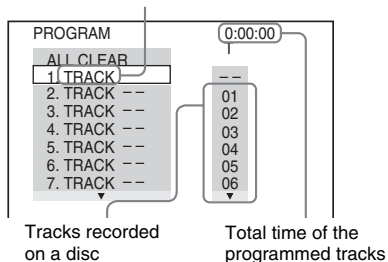 PROGRAM 0:00:00
ALL CLEAR
1. TRACK – –
2. TRACK – – 01
3. TRACK – – 02
4. TRACK – – 03
5. TRACK – – 04
6. TRACK – – 05
7. TRACK – – 06
Tracks recorded on a disc
Total time of the programmed tracks